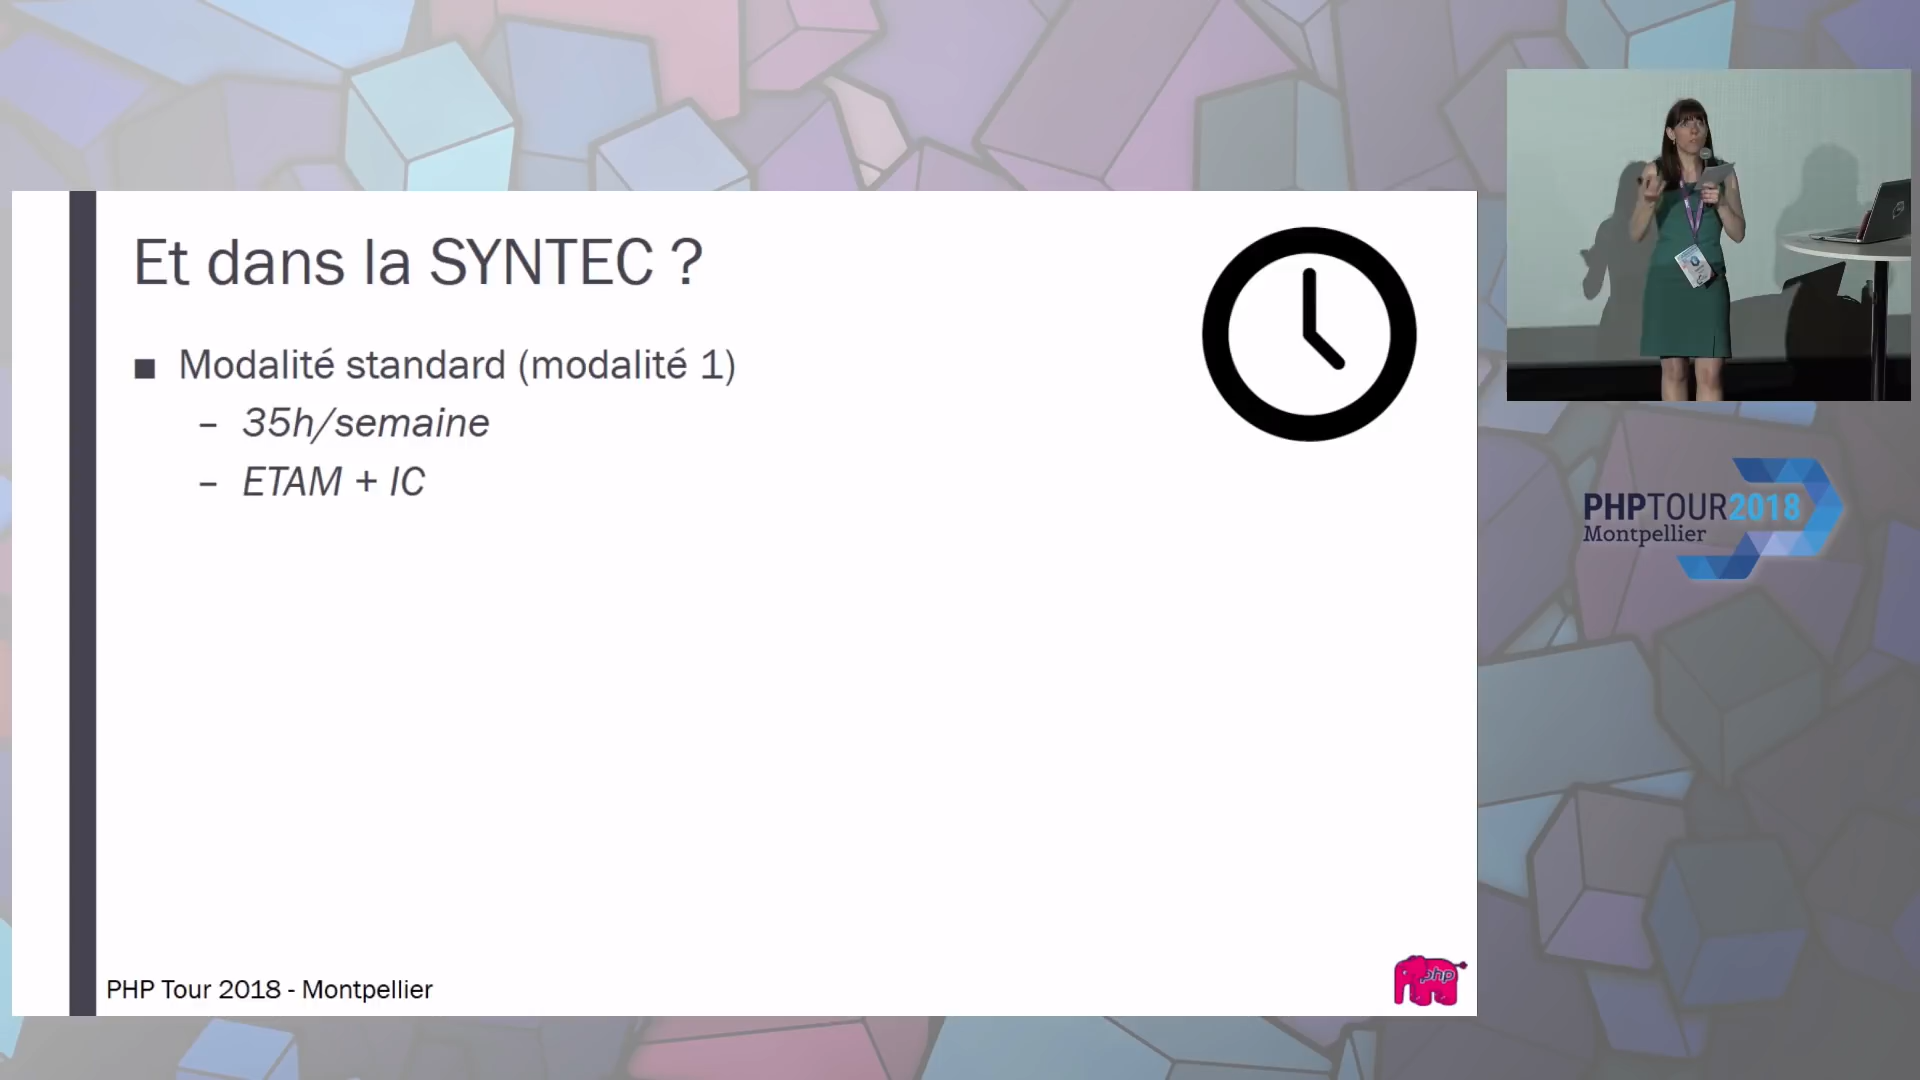 Et dans la SYNTEC ?
■ Modalité standard (modalité 1)
– 35h/semaine
– ETAM + IC
PHP Tour 2018 - Montpellier
php
PHPTOUR2018
Montpellier